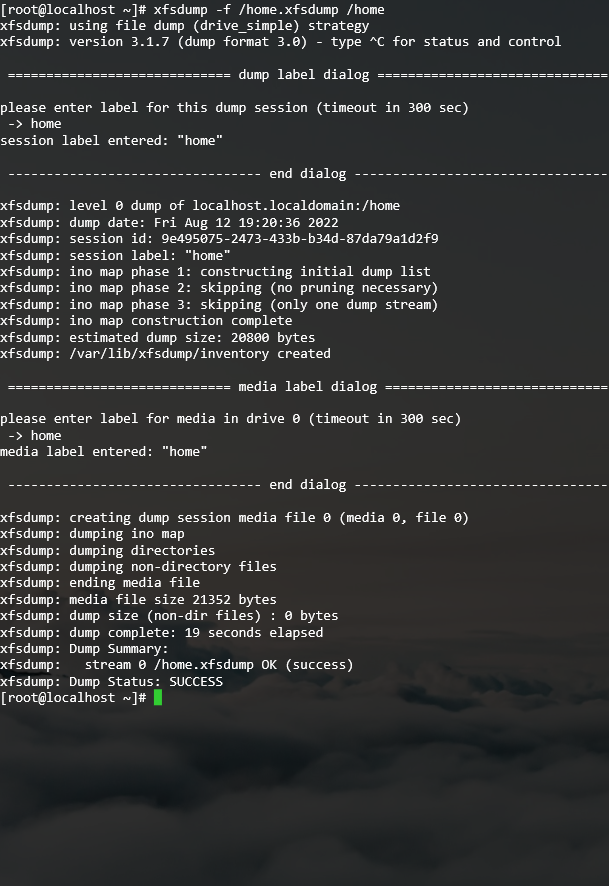 [root@localhost ~]# xfsdump -f /home.xfsdump /home
xfsdump: using file dump (drive_simple) strategy
xfsdump: version 3.1.7 (dump format 3.0) - type ^C for status and control
============================= dump label dialog ==============================
please enter label for this dump session (timeout in 300 sec)
-> home
session label entered: "home"
--------------------------------- end dialog ---------------------------------
xfsdump: level 0 dump of localhost.localdomain:/home
xfsdump: dump date: Fri Aug 12 19:20:36 2022
xfsdump: session id: 9e495075-2473-433b-b34d-87da79a1d2f9
xfsdump: session label: "home"
xfsdump: ino map phase 1: constructing initial dump list
xfsdump: ino map phase 2: skipping (no pruning necessary)
xfsdump: ino map phase 3: skipping (only one dump stream)
xfsdump: ino map construction complete
xfsdump: estimated dump size: 20800 bytes
xfsdump: /var/lib/xfsdump/inventory created
============================= media label dialog =============================
please enter label for media in drive 0 (timeout in 300 sec)
-> home
media label entered: "home"
--------------------------------- end dialog ---------------------------------
xfsdump: creating dump session media file 0 (media 0, file 0)
xfsdump: dumping ino map
xfsdump: dumping directories
xfsdump: dumping non-directory files
xfsdump: ending media file
xfsdump: media file size 21352 bytes
xfsdump: dump size (non-dir files) : 0 bytes
xfsdump: dump complete: 19 seconds elapsed
xfsdump: Dump Summary:
xfsdump:   stream 0 /home.xfsdump OK (success)
xfsdump: Dump Status: SUCCESS
[root@localhost ~]#